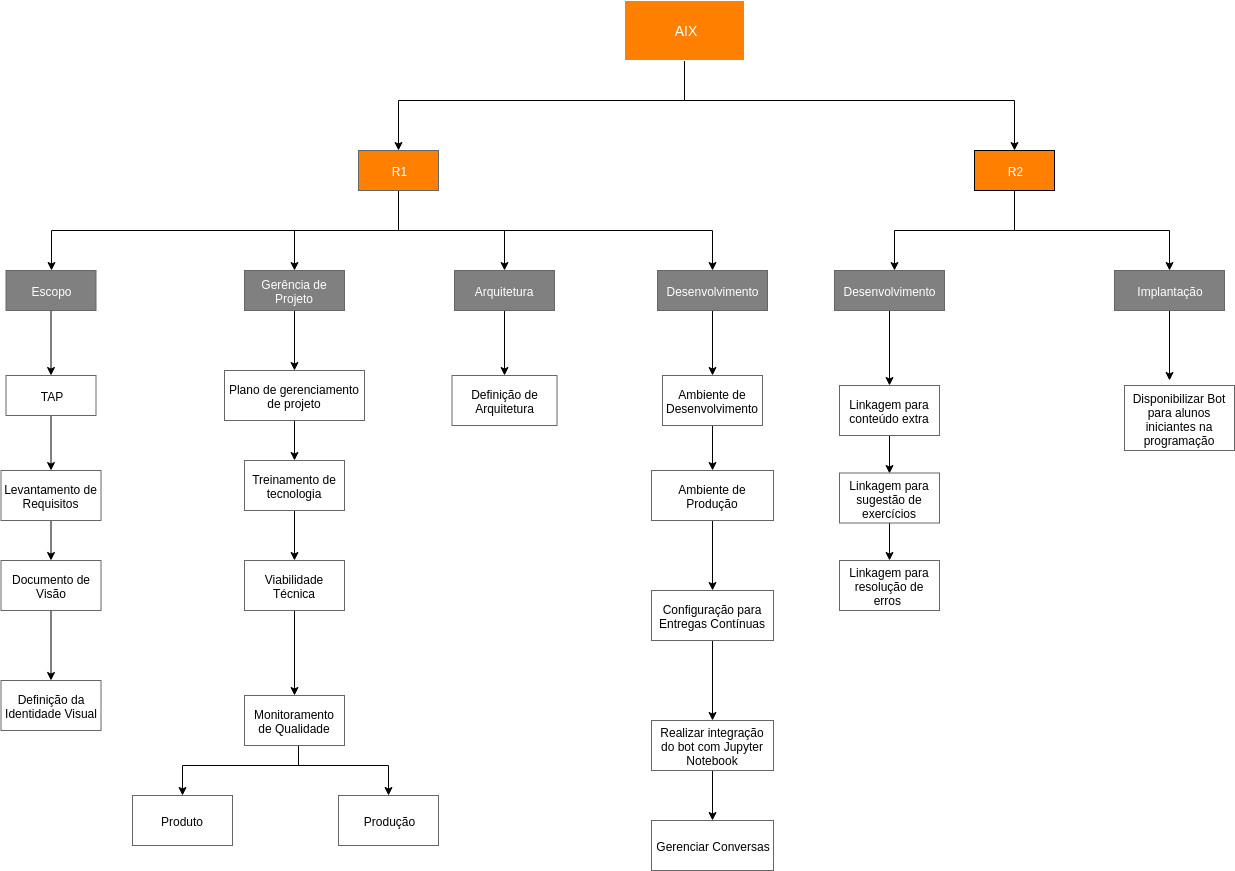 AIX
R1
R2
Escopo
Gerência de
Projeto
Arquitetura
Desenvolvimento
Desenvolvimento
Implantação
TAP
Plano de gerenciamento
de projeto
Definição de
Arquitetura
Ambiente de
Desenvolvimento
Linkagem para
conteúdo extra
Disponibilizar Bot
para alunos
iniciantes na
programação
Levantamento de
Requisitos
Treinamento de
tecnologia
Ambiente de
Produção
Linkagem para
sugestão de
exercícios
Documento de
Visão
Viabilidade
Técnica
Configuração para
Entregas Contínuas
Linkagem para
resolução de
erros
Definição da
Identidade Visual
Monitoramento
de Qualidade
Realizar integração
do bot com Jupyter
Notebook
Produto
Produção
Gerenciar Conversas